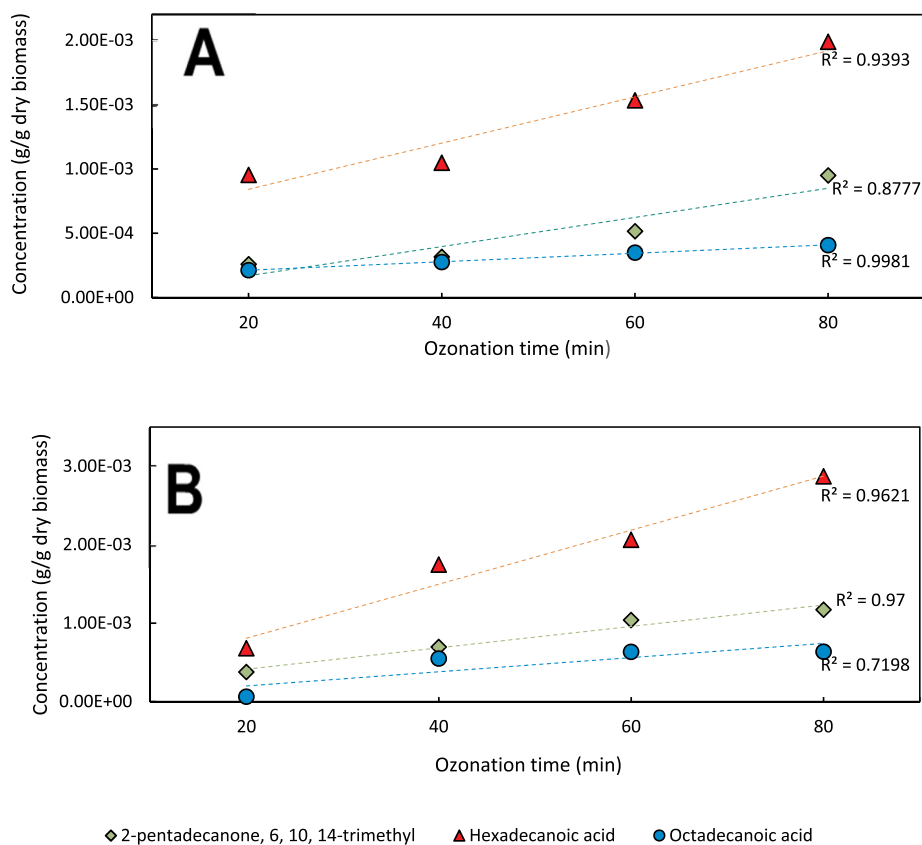 Concentration (g/g dry biomass)
A
2.00E-03
1.50E-03
1.00E-03
5.00E-04
0.00E+00
R² = 0.9393
R² = 0.8777
R² = 0.9981
20 40 60 80
Ozonation time (min)
Concentration (g/g dry biomass)
B
3.00E-03
2.00E-03
1.00E-03
0.00E+00
R² = 0.9621
R² = 0.97
R² = 0.7198
20 40 60 80
Ozonation time (min)
2-pentadecanone, 6, 10, 14-trimethyl Hexadecanoic acid Octadecanoic acid